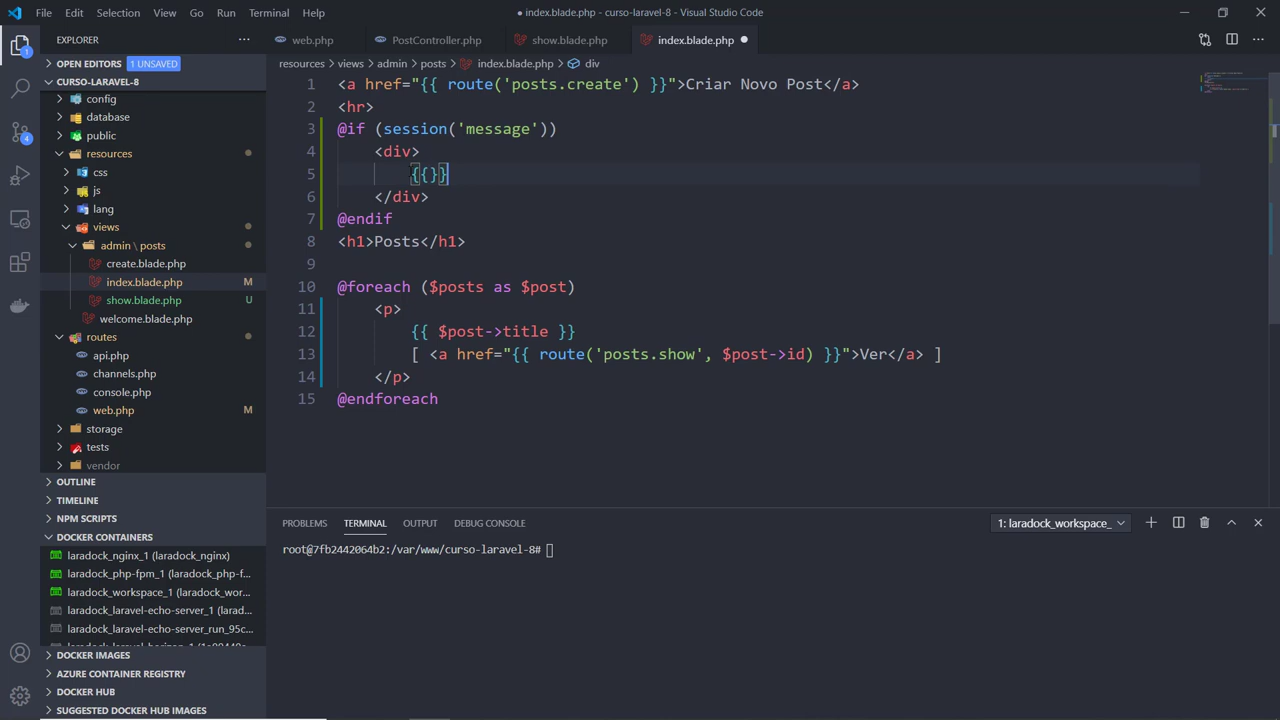 File Edit Selection View Go Run Terminal Help
● index.blade.php - curso-laravel-8 - Visual Studio Code
EXPLORER ···
web.php PostController.php show.blade.php index.blade.php ●
OPEN EDITORS 1 UNSAVED
resources > views > admin > posts > index.blade.php > div
CURSO-LARAVEL-8
config
database
public
resources
css
js
lang
views
admin \ posts
create.blade.php
index.blade.php M
show.blade.php U
welcome.blade.php
routes
api.php
channels.php
console.php
web.php M
storage
tests
vendor
OUTLINE
TIMELINE
NPM SCRIPTS
DOCKER CONTAINERS
laradock_nginx_1 (laradock_nginx)
laradock_php-fpm_1 (laradock_php-f...
laradock_workspace_1 (laradock_wor...
laradock_laravel-echo-server_1 (larad...
laradock_laravel-echo-server_run_95c...
DOCKER IMAGES
AZURE CONTAINER REGISTRY
DOCKER HUB
SUGGESTED DOCKER HUB IMAGES
1
4
1 <a href="{{ route('posts.create') }}">Criar Novo Post</a>
2 <hr>
3 @if (session('message'))
4 <div>
5 {{}}
6 </div>
7 @endif
8 <h1>Posts</h1>
9
10 @foreach ($posts as $post)
11 <p>
12 {{ $post->title }}
13 [ <a href="{{ route('posts.show', $post->id) }}">Ver</a> ]
14 </p>
15 @endforeach
PROBLEMS TERMINAL OUTPUT DEBUG CONSOLE
1: laradock_workspace_
root@7fb2442064b2:/var/www/curso-laravel-8#